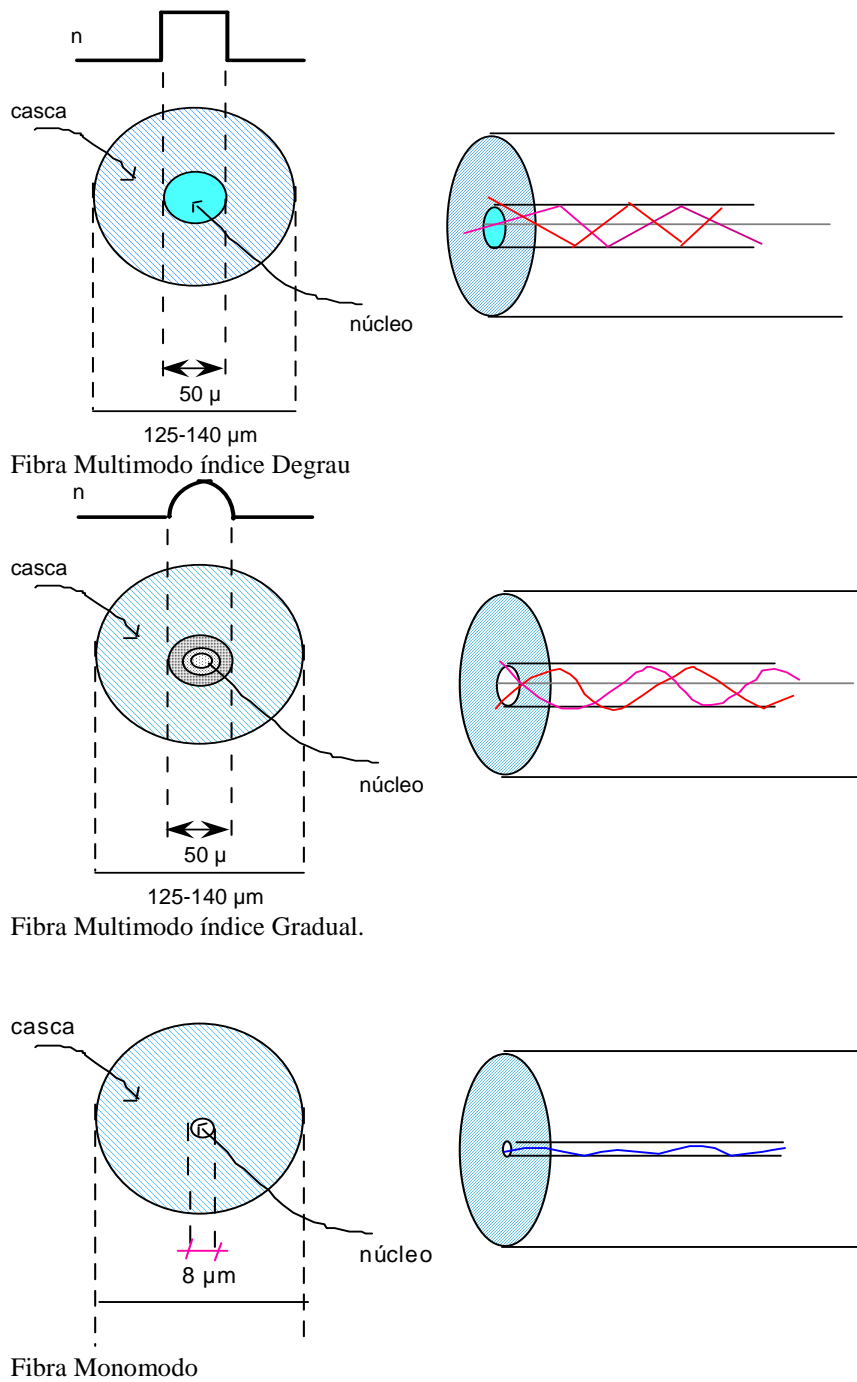 n
casca
núcleo
50 µ
125-140 µm
Fibra Multimodo índice Degrau
n
casca
núcleo
50 µ
125-140 µm
Fibra Multimodo índice Gradual.
casca
núcleo
8 µm
Fibra Monomodo